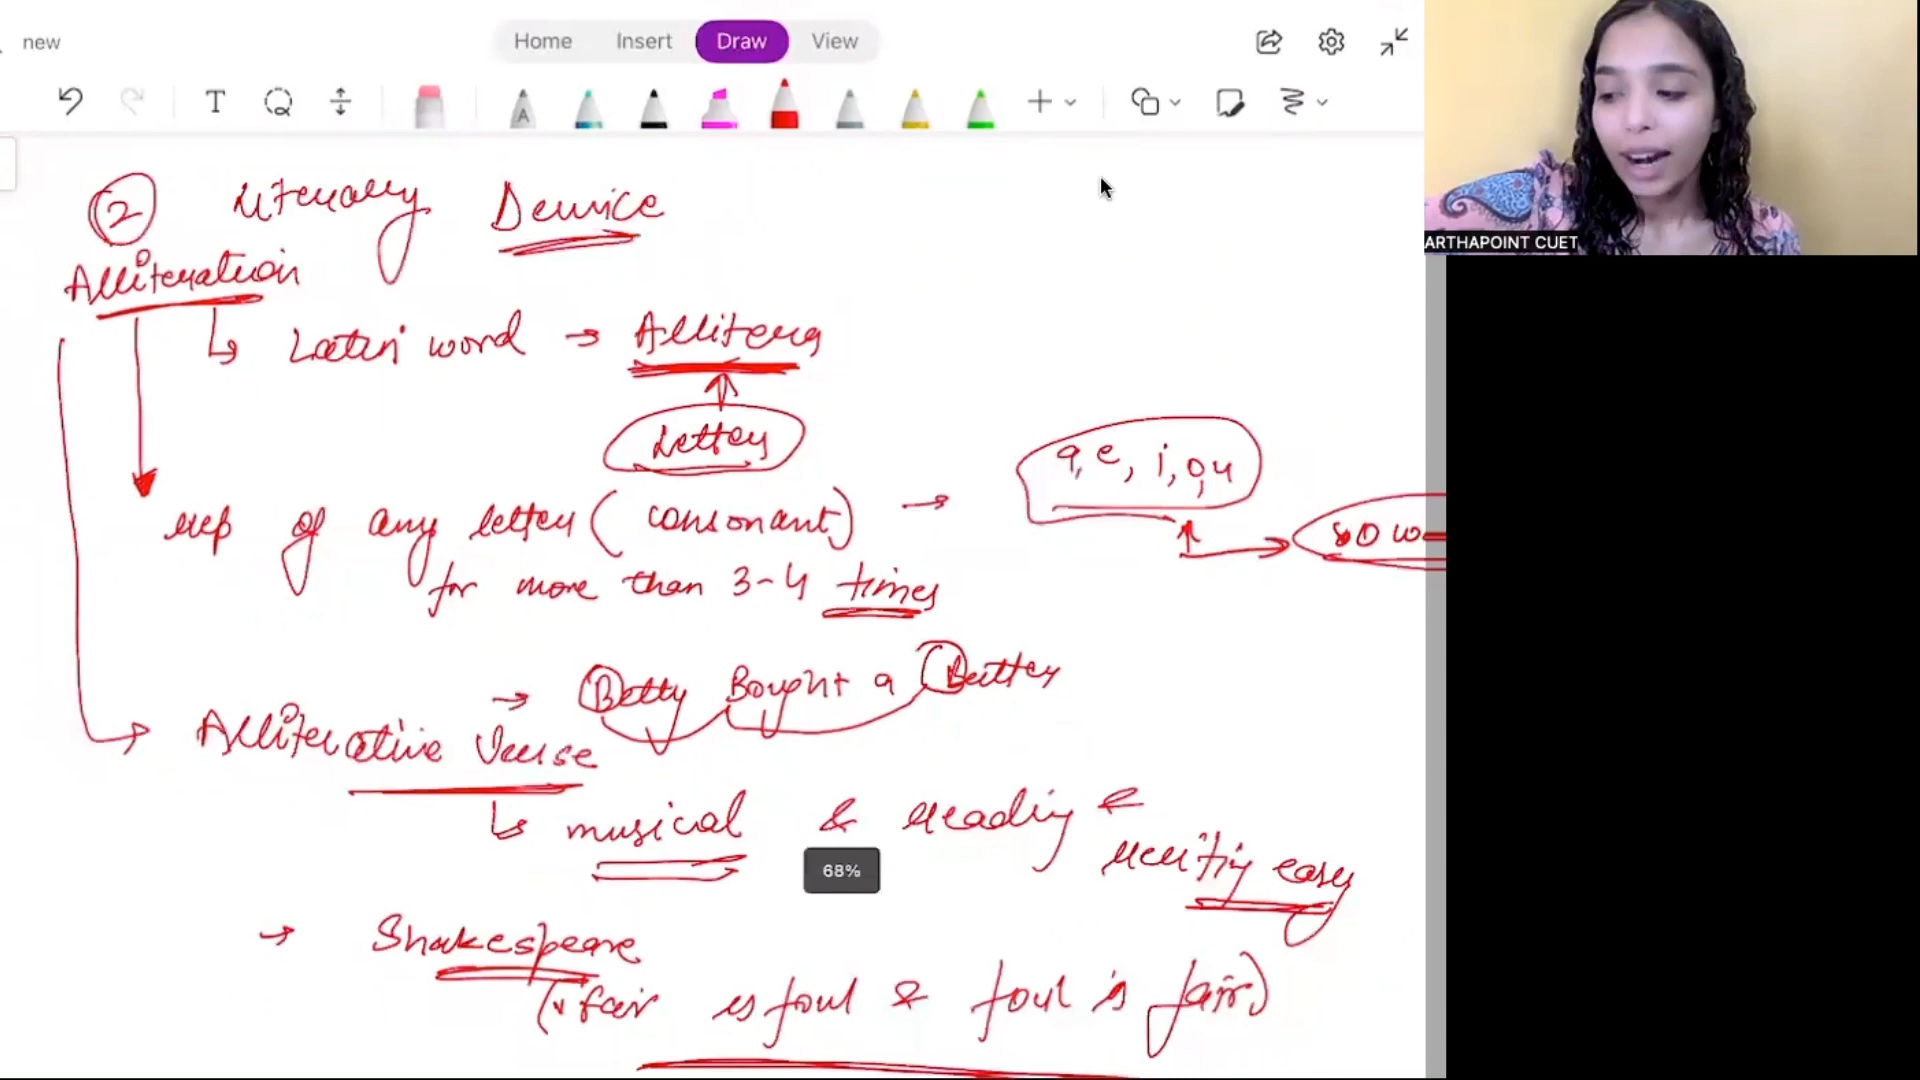 new
Home Insert Draw View
T A
ARTHAPOINT CUET
2 Literary Device
Alliteration
↳ Latin word → Allitera
Letter
rep of any letter (consonant) → a, e, i, o, u
for more than 3-4 times
→ Betty Bought a Butter
→ Alliterative Verse
↳ musical & reading &
reciting easy
68%
→ Shakespeare
(fair is foul & foul is fair)